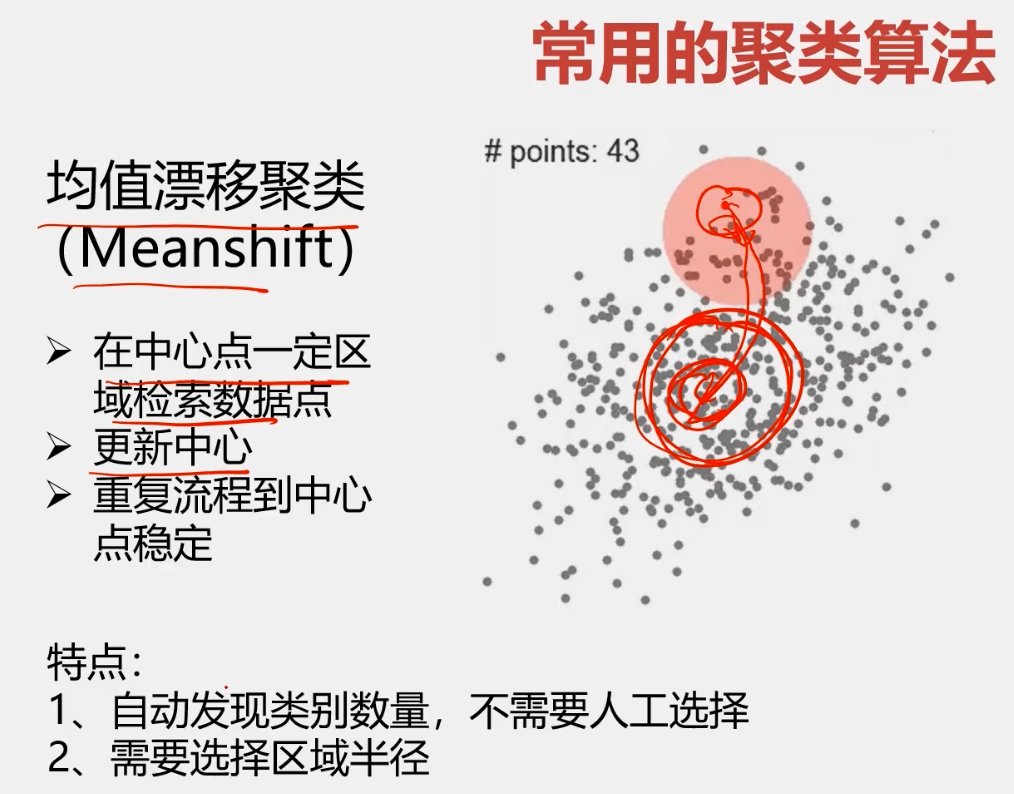 常用的聚类算法
# points: 43
均值漂移聚类
（Meanshift）
➢ 在中心点一定区
域检索数据点
➢ 更新中心
➢ 重复流程到中心
点稳定
特点：
1、自动发现类别数量，不需要人工选择
2、需要选择区域半径